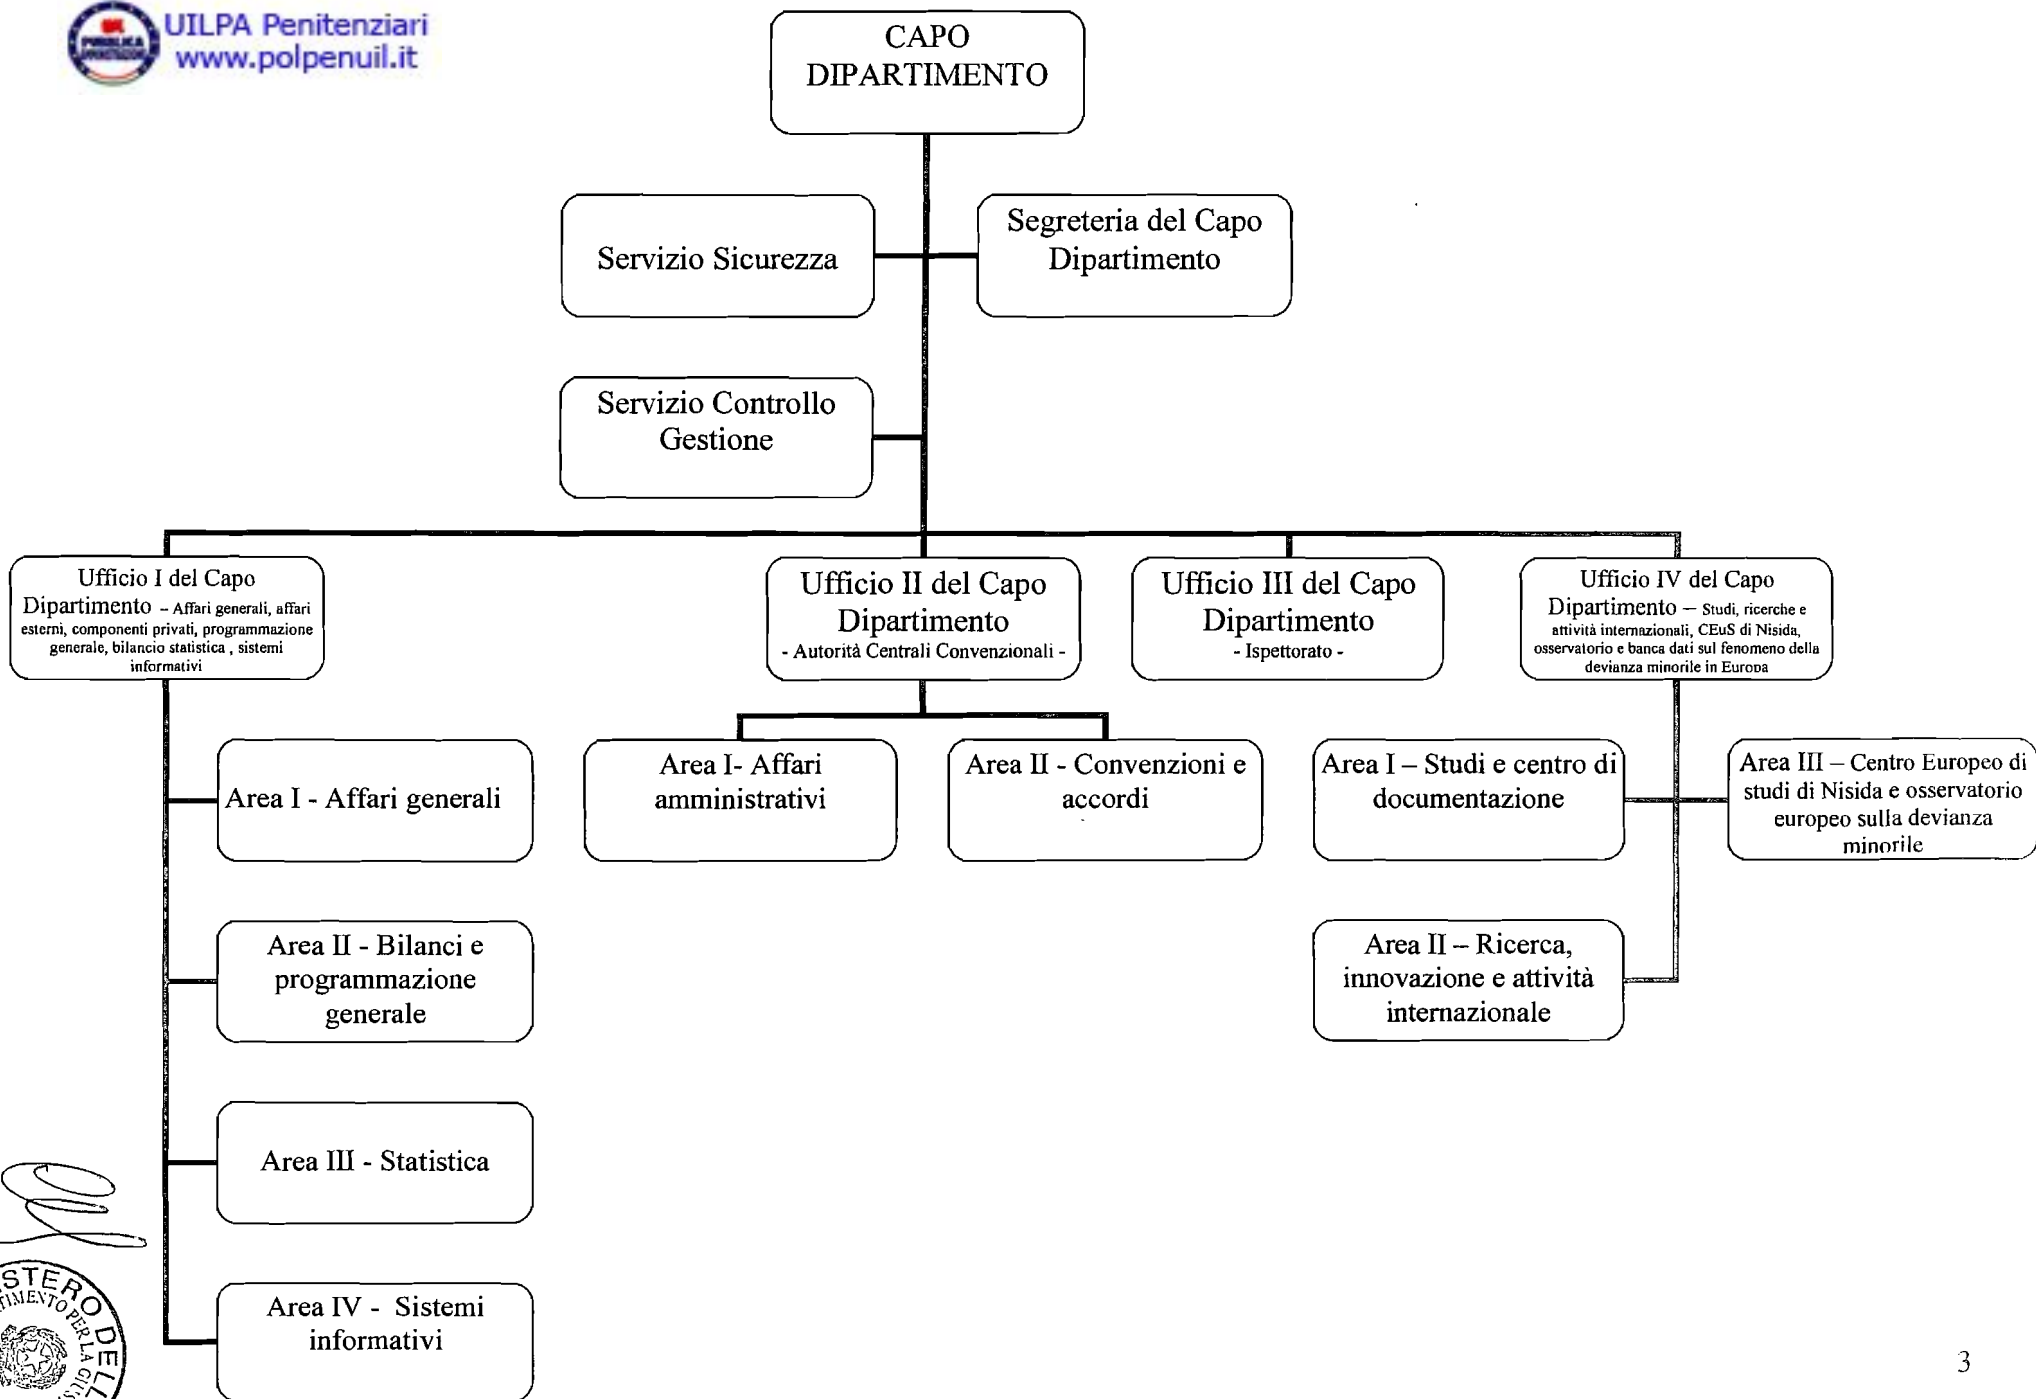 UILPA Penitenziari
www.polpenuil.it
CAPO
DIPARTIMENTO
Servizio Sicurezza
Segreteria del Capo
Dipartimento
Servizio Controllo
Gestione
Ufficio I del Capo
Dipartimento – Affari generali, affari
esterni, componenti privati, programmazione
generale, bilancio statistica , sistemi
informativi
Ufficio II del Capo
Dipartimento
- Autorità Centrali Convenzionali -
Ufficio III del Capo
Dipartimento
- Ispettorato -
Ufficio IV del Capo
Dipartimento – Studi, ricerche e
attività internazionali, CEuS di Nisida,
osservatorio e banca dati sul fenomeno della
devianza minorile in Europa
Area I - Affari generali
Area I- Affari
amministrativi
Area II - Convenzioni e
accordi
Area I – Studi e centro di
documentazione
Area III – Centro Europeo di
studi di Nisida e osservatorio
europeo sulla devianza
minorile
Area II - Bilanci e
programmazione
generale
Area II – Ricerca,
innovazione e attività
internazionale
Area III - Statistica
Area IV - Sistemi
informativi
3